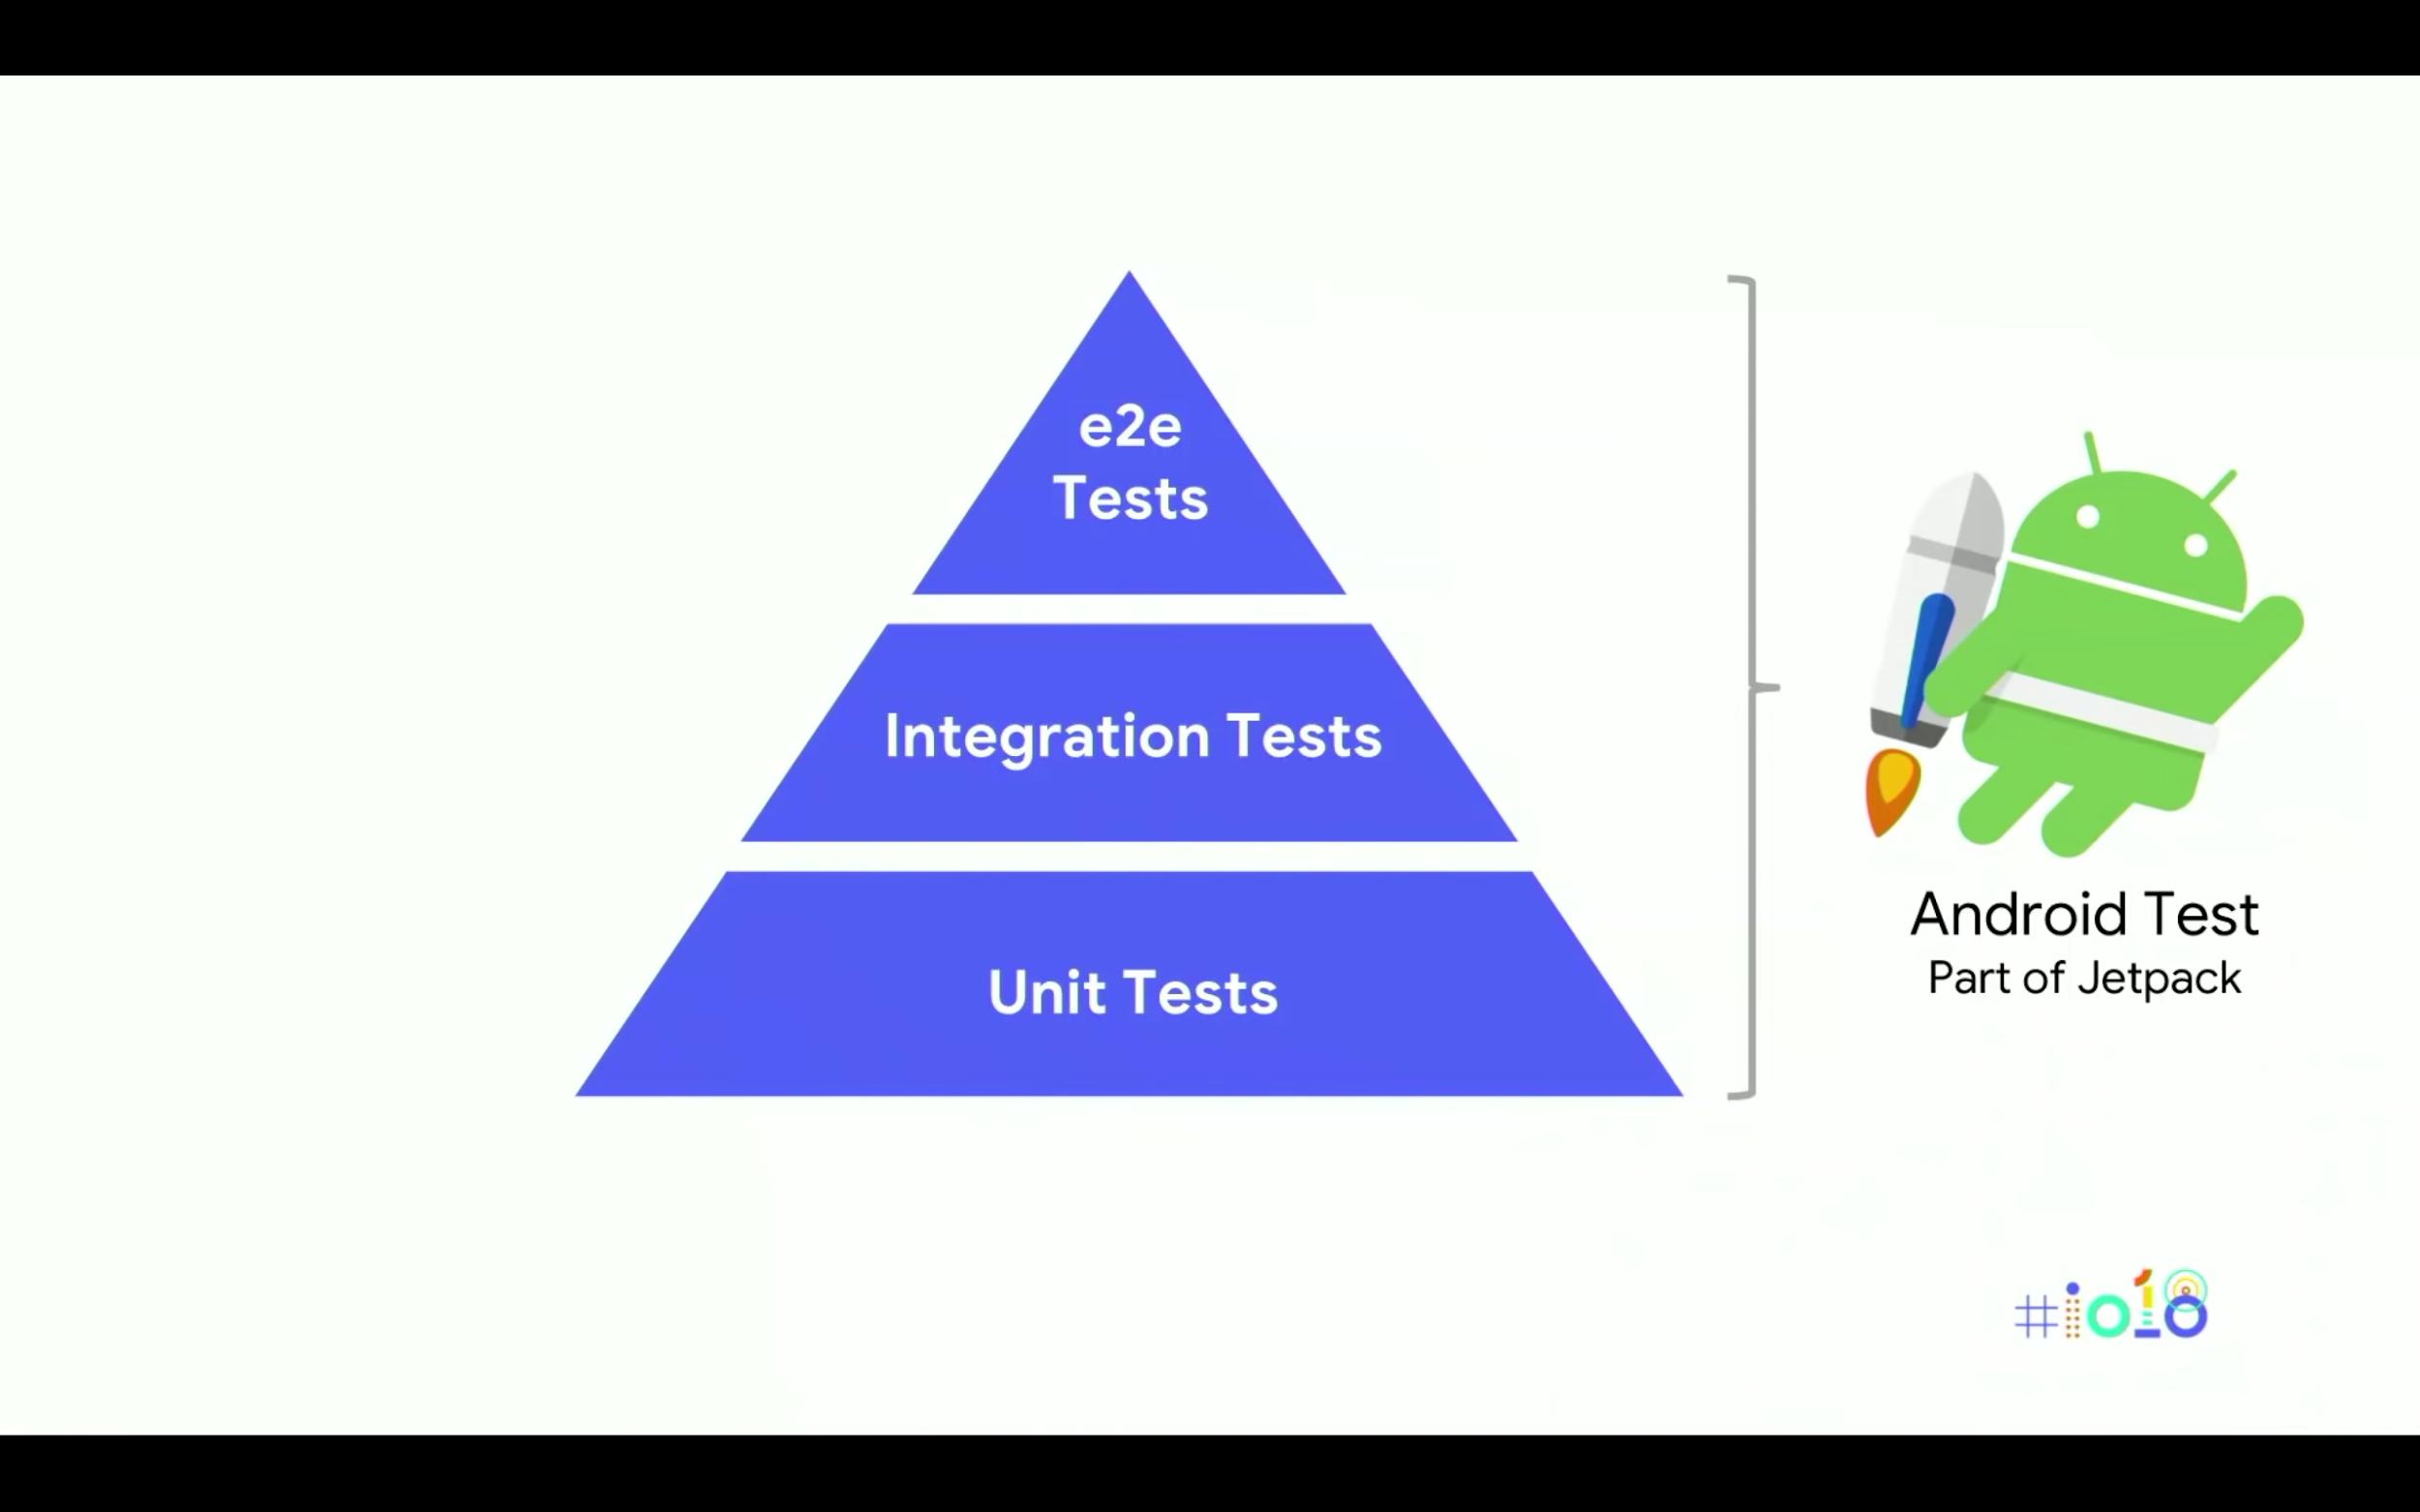 e2e
Tests
Integration Tests
Unit Tests
Android Test
Part of Jetpack
#io18